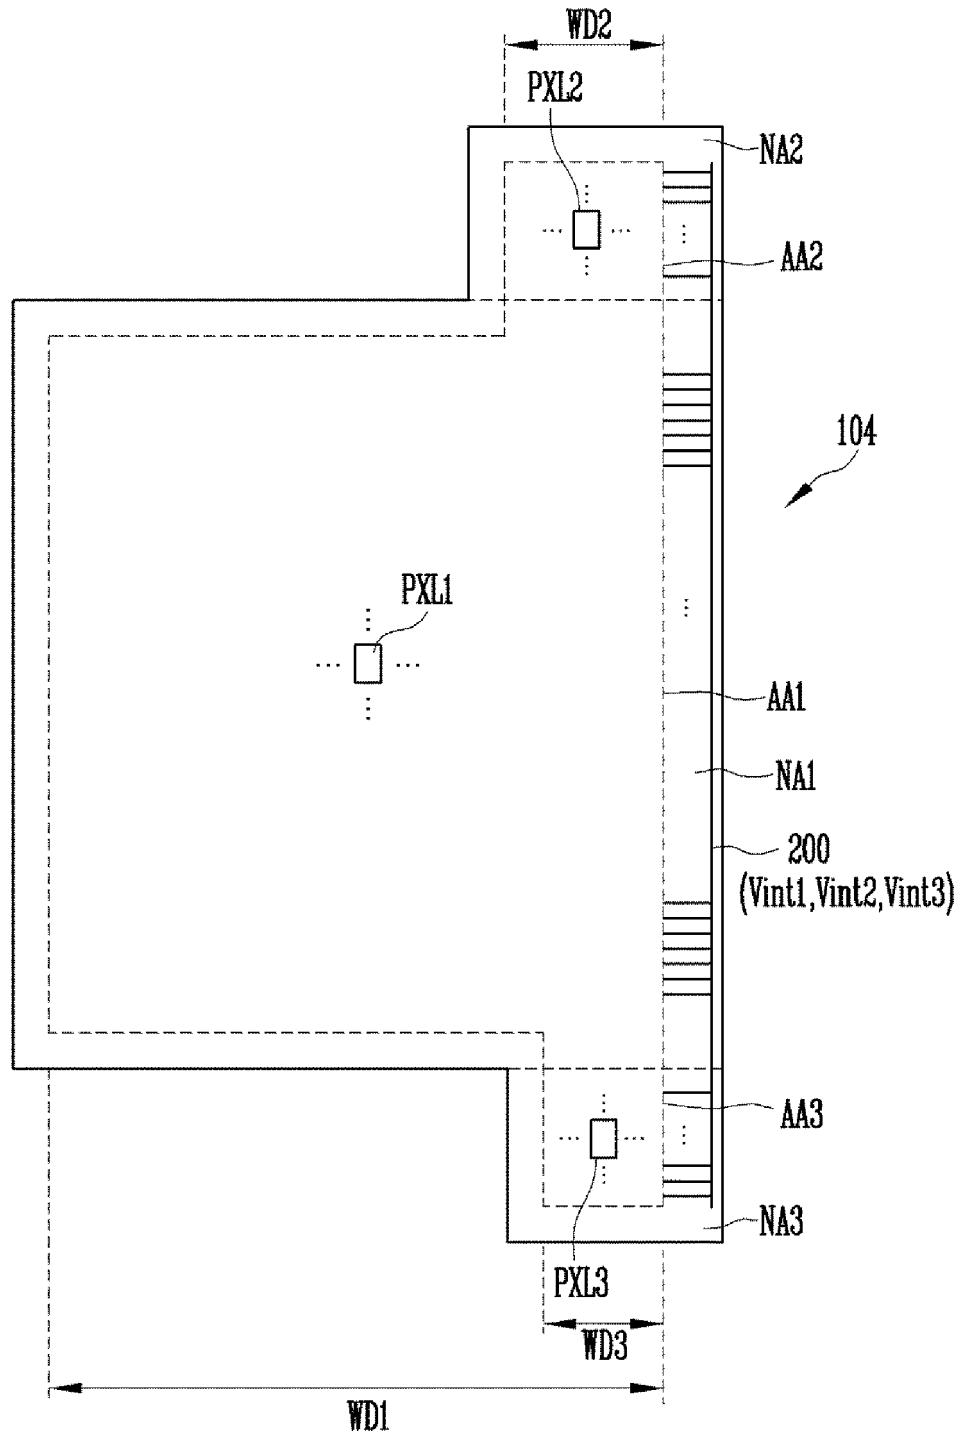 WD2
PXL2
NA2
AA2
104
PXL1
AA1
NA1
200
(Vint1,Vint2,Vint3)
AA3
NA3
PXL3
WD3
WD1